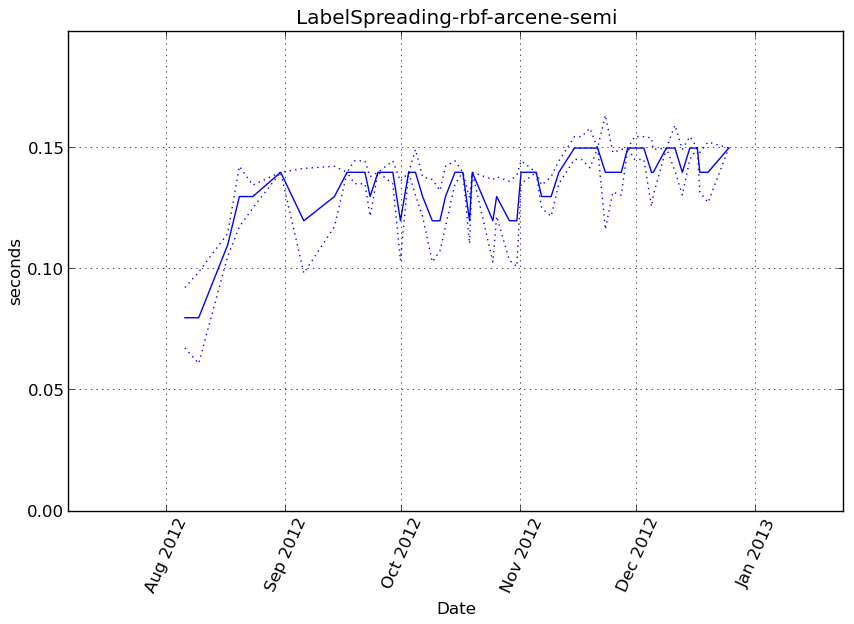 LabelSpreading-rbf-arcene-semi
seconds
0.15
0.10
0.05
0.00
Aug 2012
Sep 2012
Oct 2012
Nov 2012
Dec 2012
Jan 2013
Date